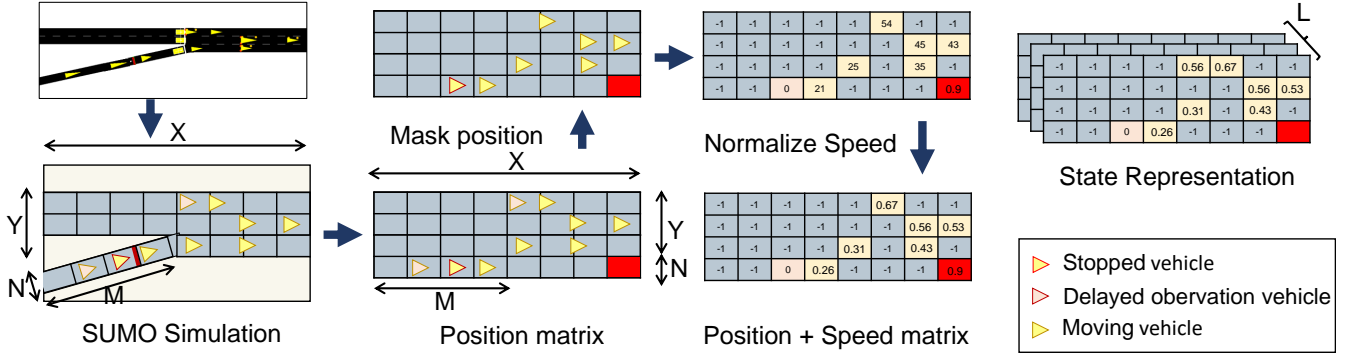 X
Y
N
M
SUMO Simulation
Mask position
X
Y
N
M
Position matrix
-1 -1 -1 -1 -1 54 -1 -1
-1 -1 -1 -1 -1 -1 45 43
-1 -1 -1 -1 25 -1 35 -1
-1 -1 0 21 -1 -1 -1 0.9
Normalize Speed
-1 -1 -1 -1 -1 0.67 -1 -1
-1 -1 -1 -1 -1 -1 0.56 0.53
-1 -1 -1 -1 0.31 -1 0.43 -1
-1 -1 0 0.26 -1 -1 -1 0.9
Position + Speed matrix
L
-1 -1 -1 -1 0.56 0.67 -1 -1
-1 -1 -1 -1 -1 -1 0.56 0.53
-1 -1 -1 -1 0.31 -1 0.43 -1
-1 -1 0 0.26 -1 -1 -1
State Representation
Stopped vehicle
Delayed obervation vehicle
Moving vehicle